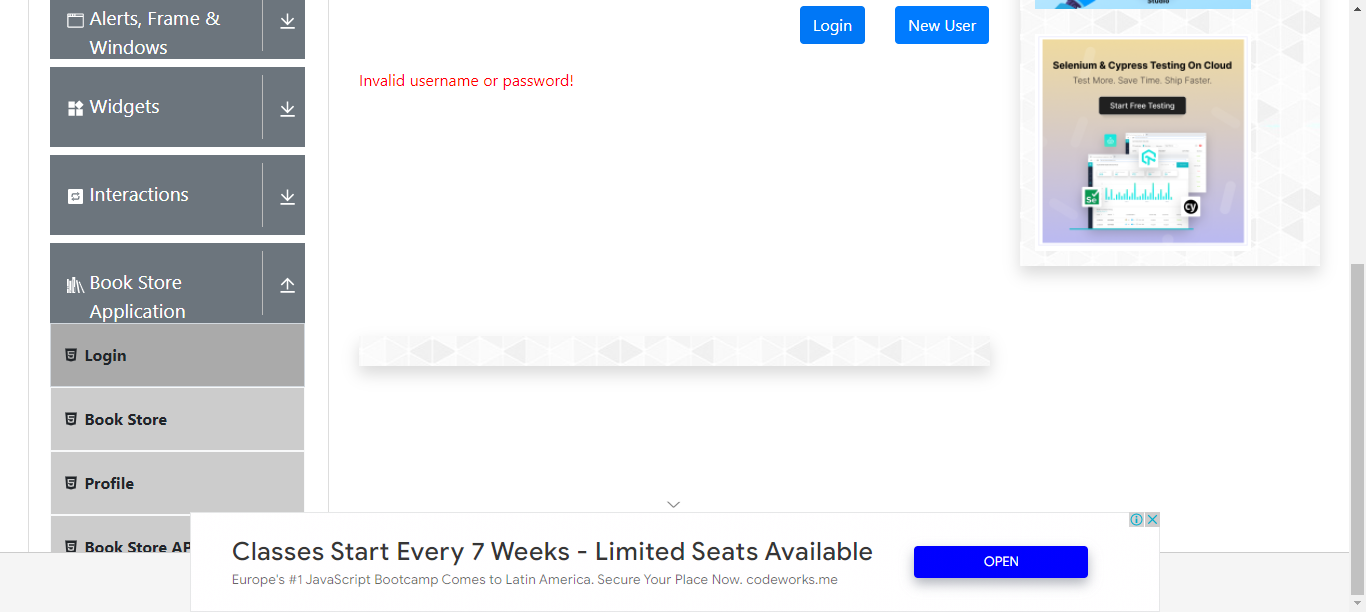 Alerts, Frame &
Windows
Widgets
Interactions
Book Store
Application
Login
Book Store
Profile
Book Store AP
Login
New User
Invalid username or password!
Studio
Selenium & Cypress Testing On Cloud
Test More. Save Time. Ship Faster.
Start Free Testing
Se
cy
Classes Start Every 7 Weeks - Limited Seats Available
Europe's #1 JavaScript Bootcamp Comes to Latin America. Secure Your Place Now. codeworks.me
OPEN